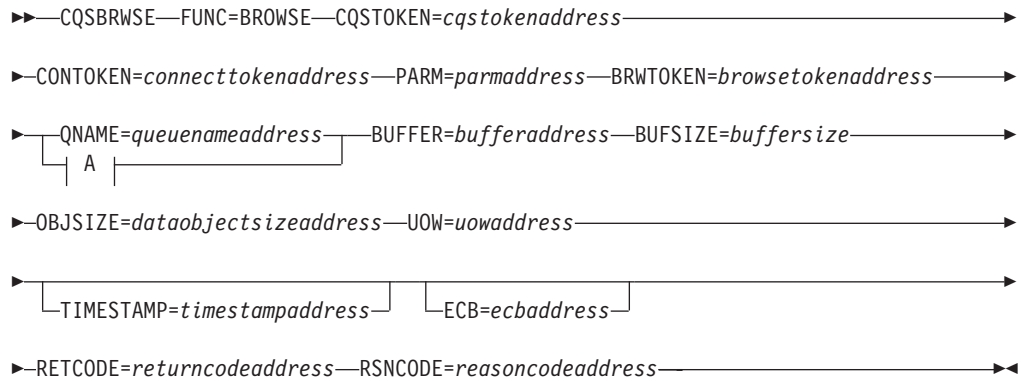 CQSBRWSE FUNC=BROWSE CQSTOKEN=cqstokenaddress
CONTOKEN=connecttokenaddress PARM=parmaddress BRWTOKEN=browsetokenaddress
QNAME=queuenameaddress BUFFER=bufferaddress BUFSIZE=buffersize
A
OBJSIZE=dataobjectsizeaddress UOW=uowaddress
TIMESTAMP=timestampaddress ECB=ecbaddress
RETCODE=returncodeaddress RSNCODE=reasoncodeaddress